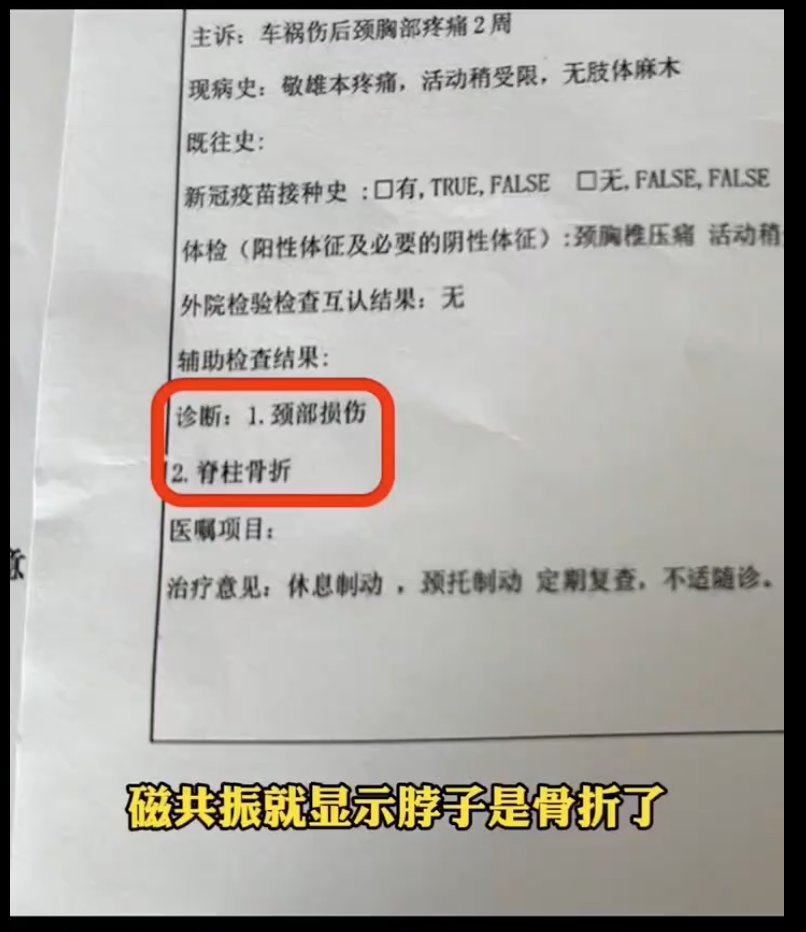 主诉：车祸伤后颈胸部疼痛2周
现病史：敬雄本疼痛，活动稍受限，无肢体麻木
既往史:
新冠疫苗接种史 :□有,TRUE,FALSE □无,FALSE,FALSE
体检（阳性体征及必要的阴性体征）:颈胸椎压痛 活动稍
外院检验检查互认结果：无
辅助检查结果:
诊断：1.颈部损伤
2.脊柱骨折
医嘱项目:
治疗意见：休息制动 ，颈托制动 定期复查，不适随诊。
磁共振就显示脖子是骨折了